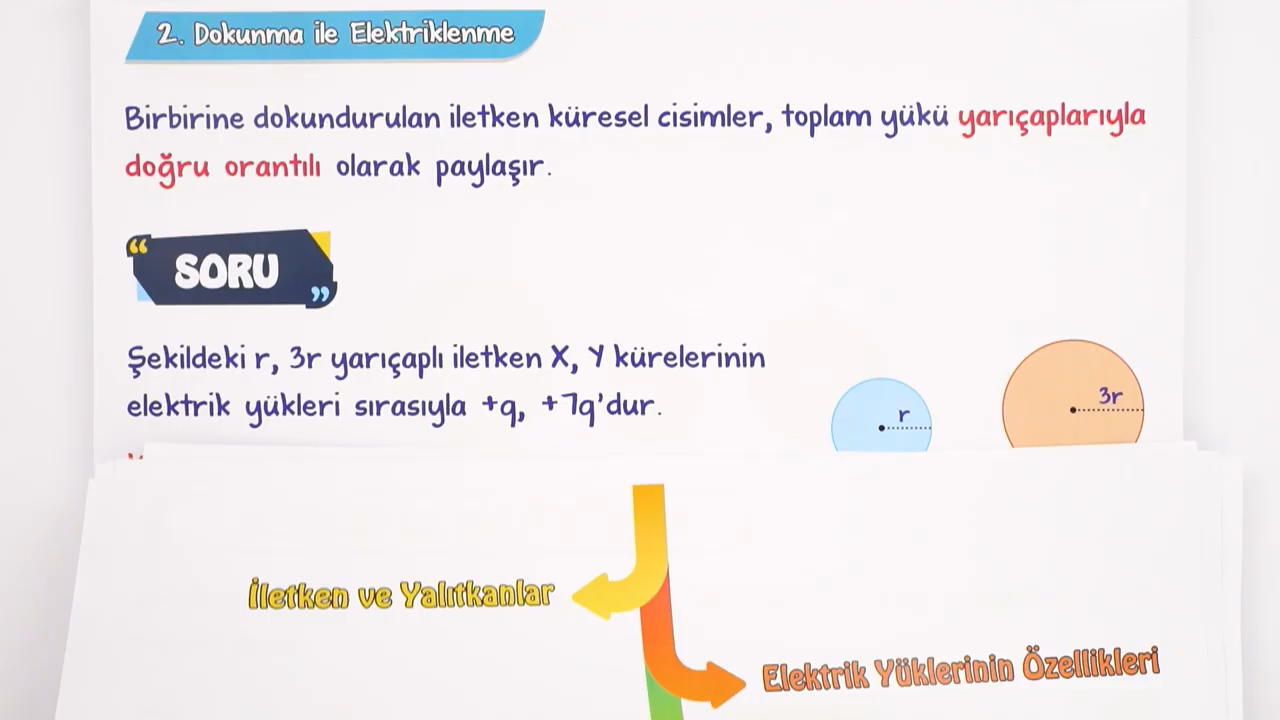 2. Dokunma ile Elektriklenme
Birbirine dokundurulan iletken küresel cisimler, toplam yükü yarıçaplarıyla
doğru orantılı olarak paylaşır.
“ SORU ”
Şekildeki r, 3r yarıçaplı iletken X, Y kürelerinin
elektrik yükleri sırasıyla +q, +7q'dur.
r
3r
İletken ve Yalıtkanlar
Elektrik Yüklerinin Özellikleri